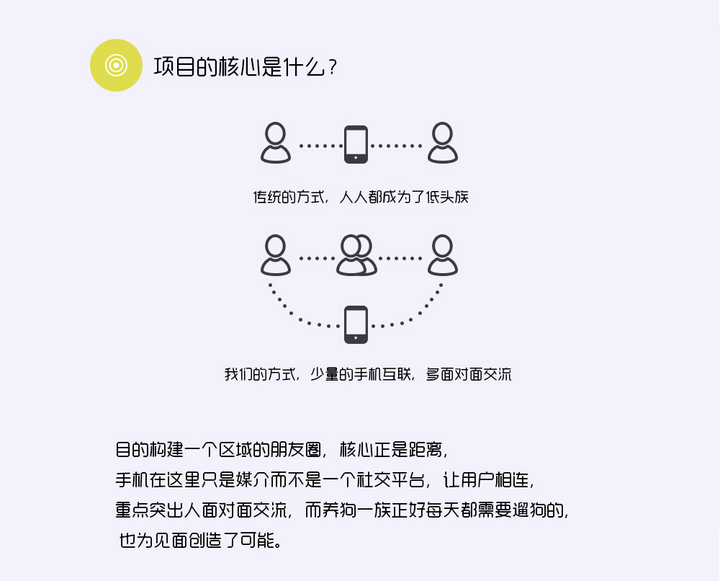 项目的核心是什么？
传统的方式，人人都成为了低头族
我们的方式，少量的手机互联，多面对面交流
目的构建一个区域的朋友圈，核心正是距离，
手机在这里只是媒介而不是一个社交平台，让用户相连，
重点突出人面对面交流，而养狗一族正好每天都需要遛狗的，
也为见面创造了可能。